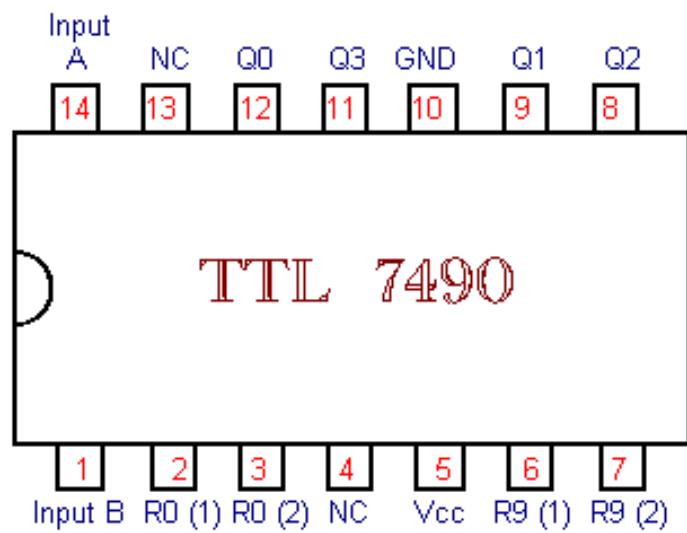 Input
A NC Q0 Q3 GND Q1 Q2
14 13 12 11 10 9 8
TTL 7490
1 2 3 4 5 6 7
Input B R0 (1) R0 (2) NC Vcc R9 (1) R9 (2)